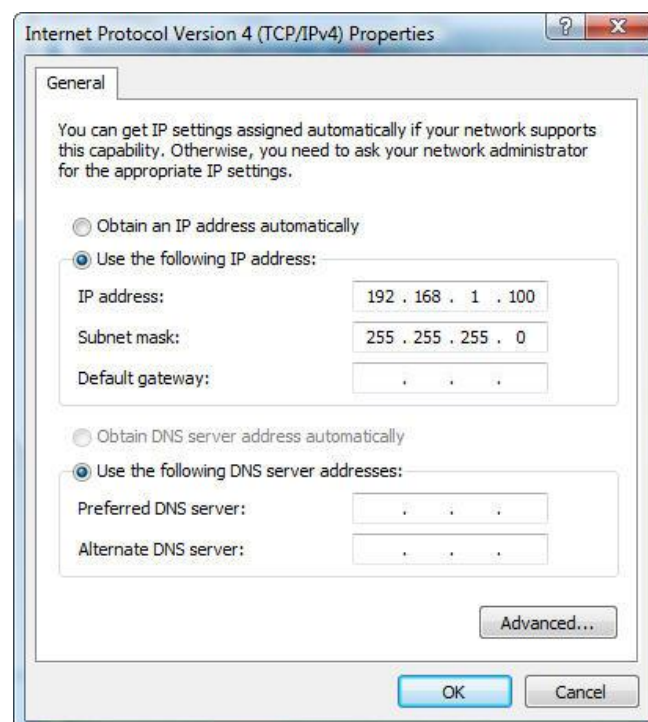 Internet Protocol Version 4 (TCP/IPv4) Properties
General
You can get IP settings assigned automatically if your network supports
this capability. Otherwise, you need to ask your network administrator
for the appropriate IP settings.
Obtain an IP address automatically
Use the following IP address:
IP address: 192 . 168 . 1 . 100
Subnet mask: 255 . 255 . 255 . 0
Default gateway: . . .
Obtain DNS server address automatically
Use the following DNS server addresses:
Preferred DNS server: . . .
Alternate DNS server: . . .
Advanced...
OK Cancel